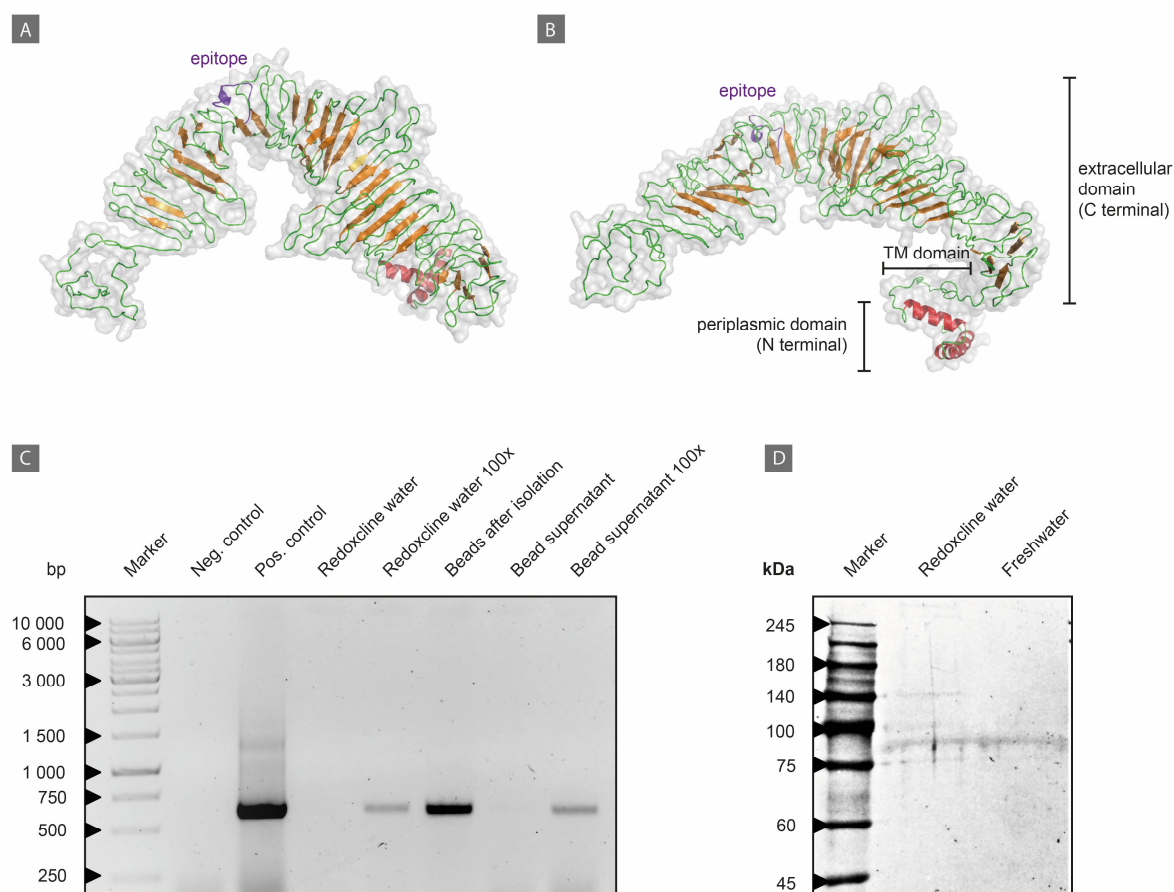 A
B
epitope
epitope
extracellular
domain
(C terminal)
TM domain
periplasmic domain
(N terminal)
C
D
bp
Marker
Neg. control
Pos. control
Redoxcline water
Redoxcline water 100x
Beads after isolation
Bead supernatant
Bead supernatant 100x
10 000
6 000
3 000
1 500
1 000
750
500
250
kDa
Marker
Redoxcline water
Freshwater
245
180
140
100
75
60
45